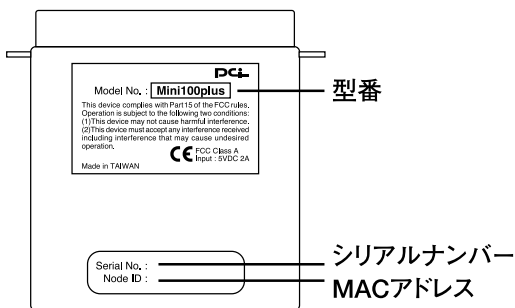 PCi
Model No. : Mini100plus
型番
This device complies with Part 15 of the FCC rules.
Operation is subject to the following two conditions:
(1)This device may not cause harmful interference.
(2)This device must accept any interference received
including interference that may cause undesired
operation.
CE FCC Class A
Input : 5VDC 2A
Made in TAIWAN
Serial No. :
シリアルナンバー
Node ID :
MACアドレス